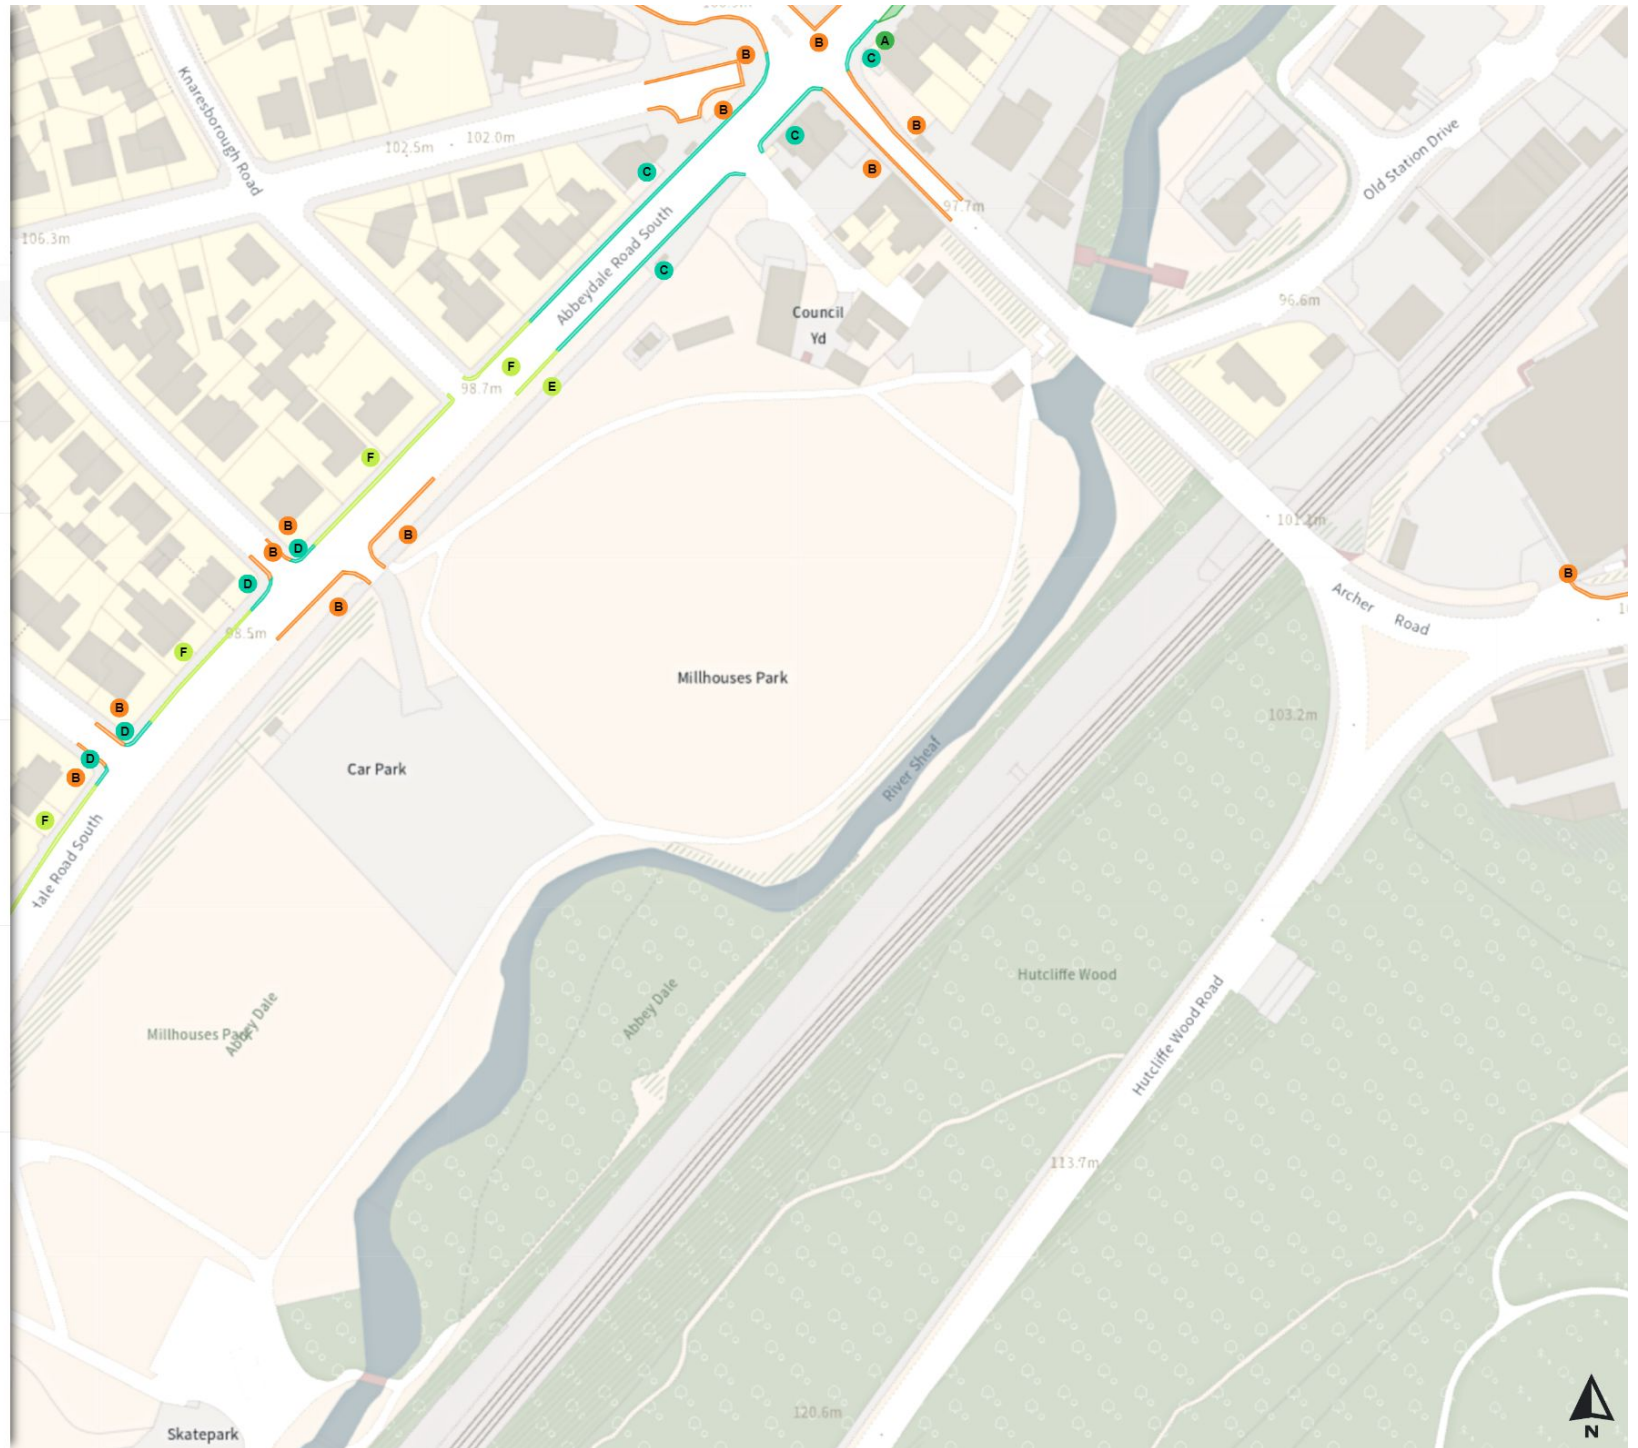 B
B
A
C
B
B
C
B
C
B
C
Knaresborough Road
102.5m
102.0m
Old Station Drive
97.7m
106.3m
Abbeydale Road South
96.6m
Council
Yd
F
E
98.7m
F
B
B
D
B
D
101.1m
B
B
Archer Road
98.5m
F
Millhouses Park
B
D
103.2m
D
B
Car Park
River Sheaf
F
dale Road South
Hutcliffe Wood
Abbey Dale
Millhouses Park
Abbey Dale
Hutcliffe Wood Road
113.7m
120.6m
Skatepark
N